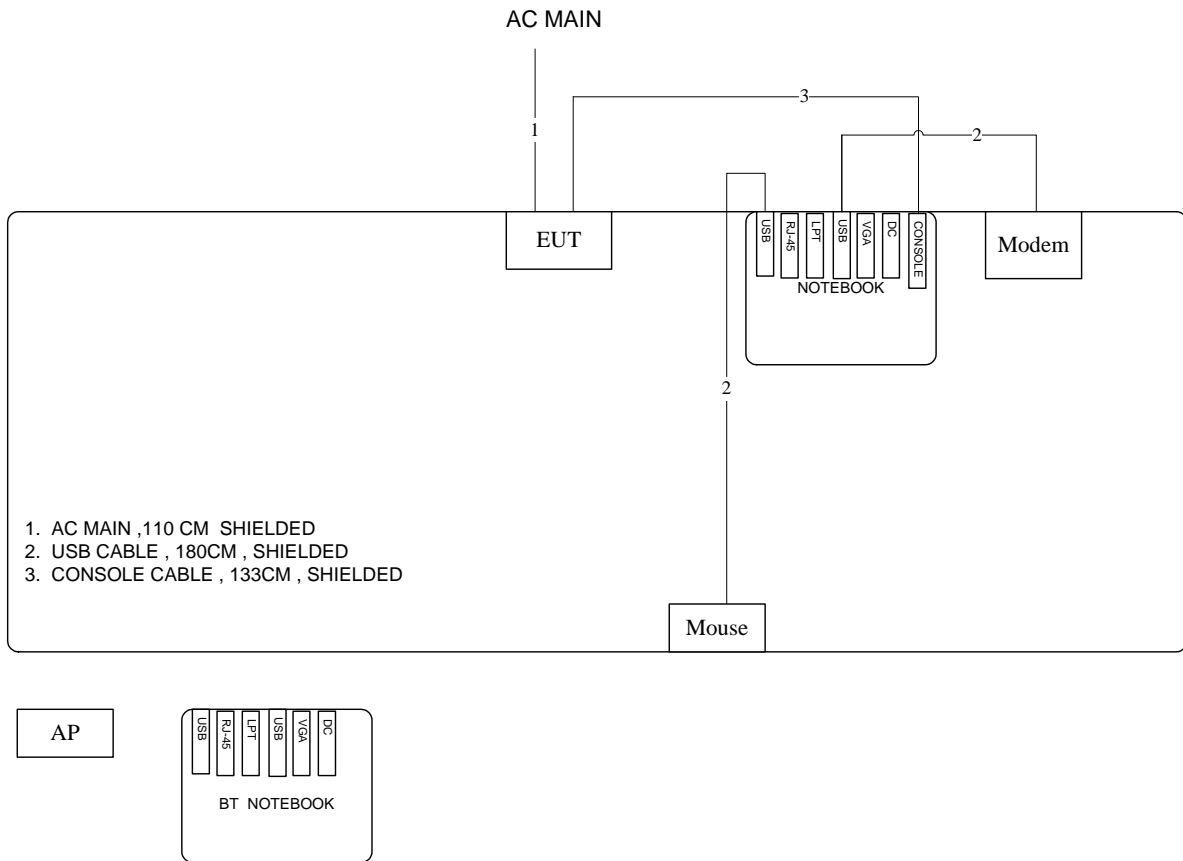 AC MAIN
3
1
2
EUT
USB
RJ-45
LPT
USB
VGA
DC
CONSOLE
NOTEBOOK
Modem
2
1. AC MAIN ,110 CM SHIELDED
2. USB CABLE , 180CM , SHIELDED
3. CONSOLE CABLE , 133CM , SHIELDED
Mouse
AP
USB
RJ-45
LPT
USB
VGA
DC
BT NOTEBOOK